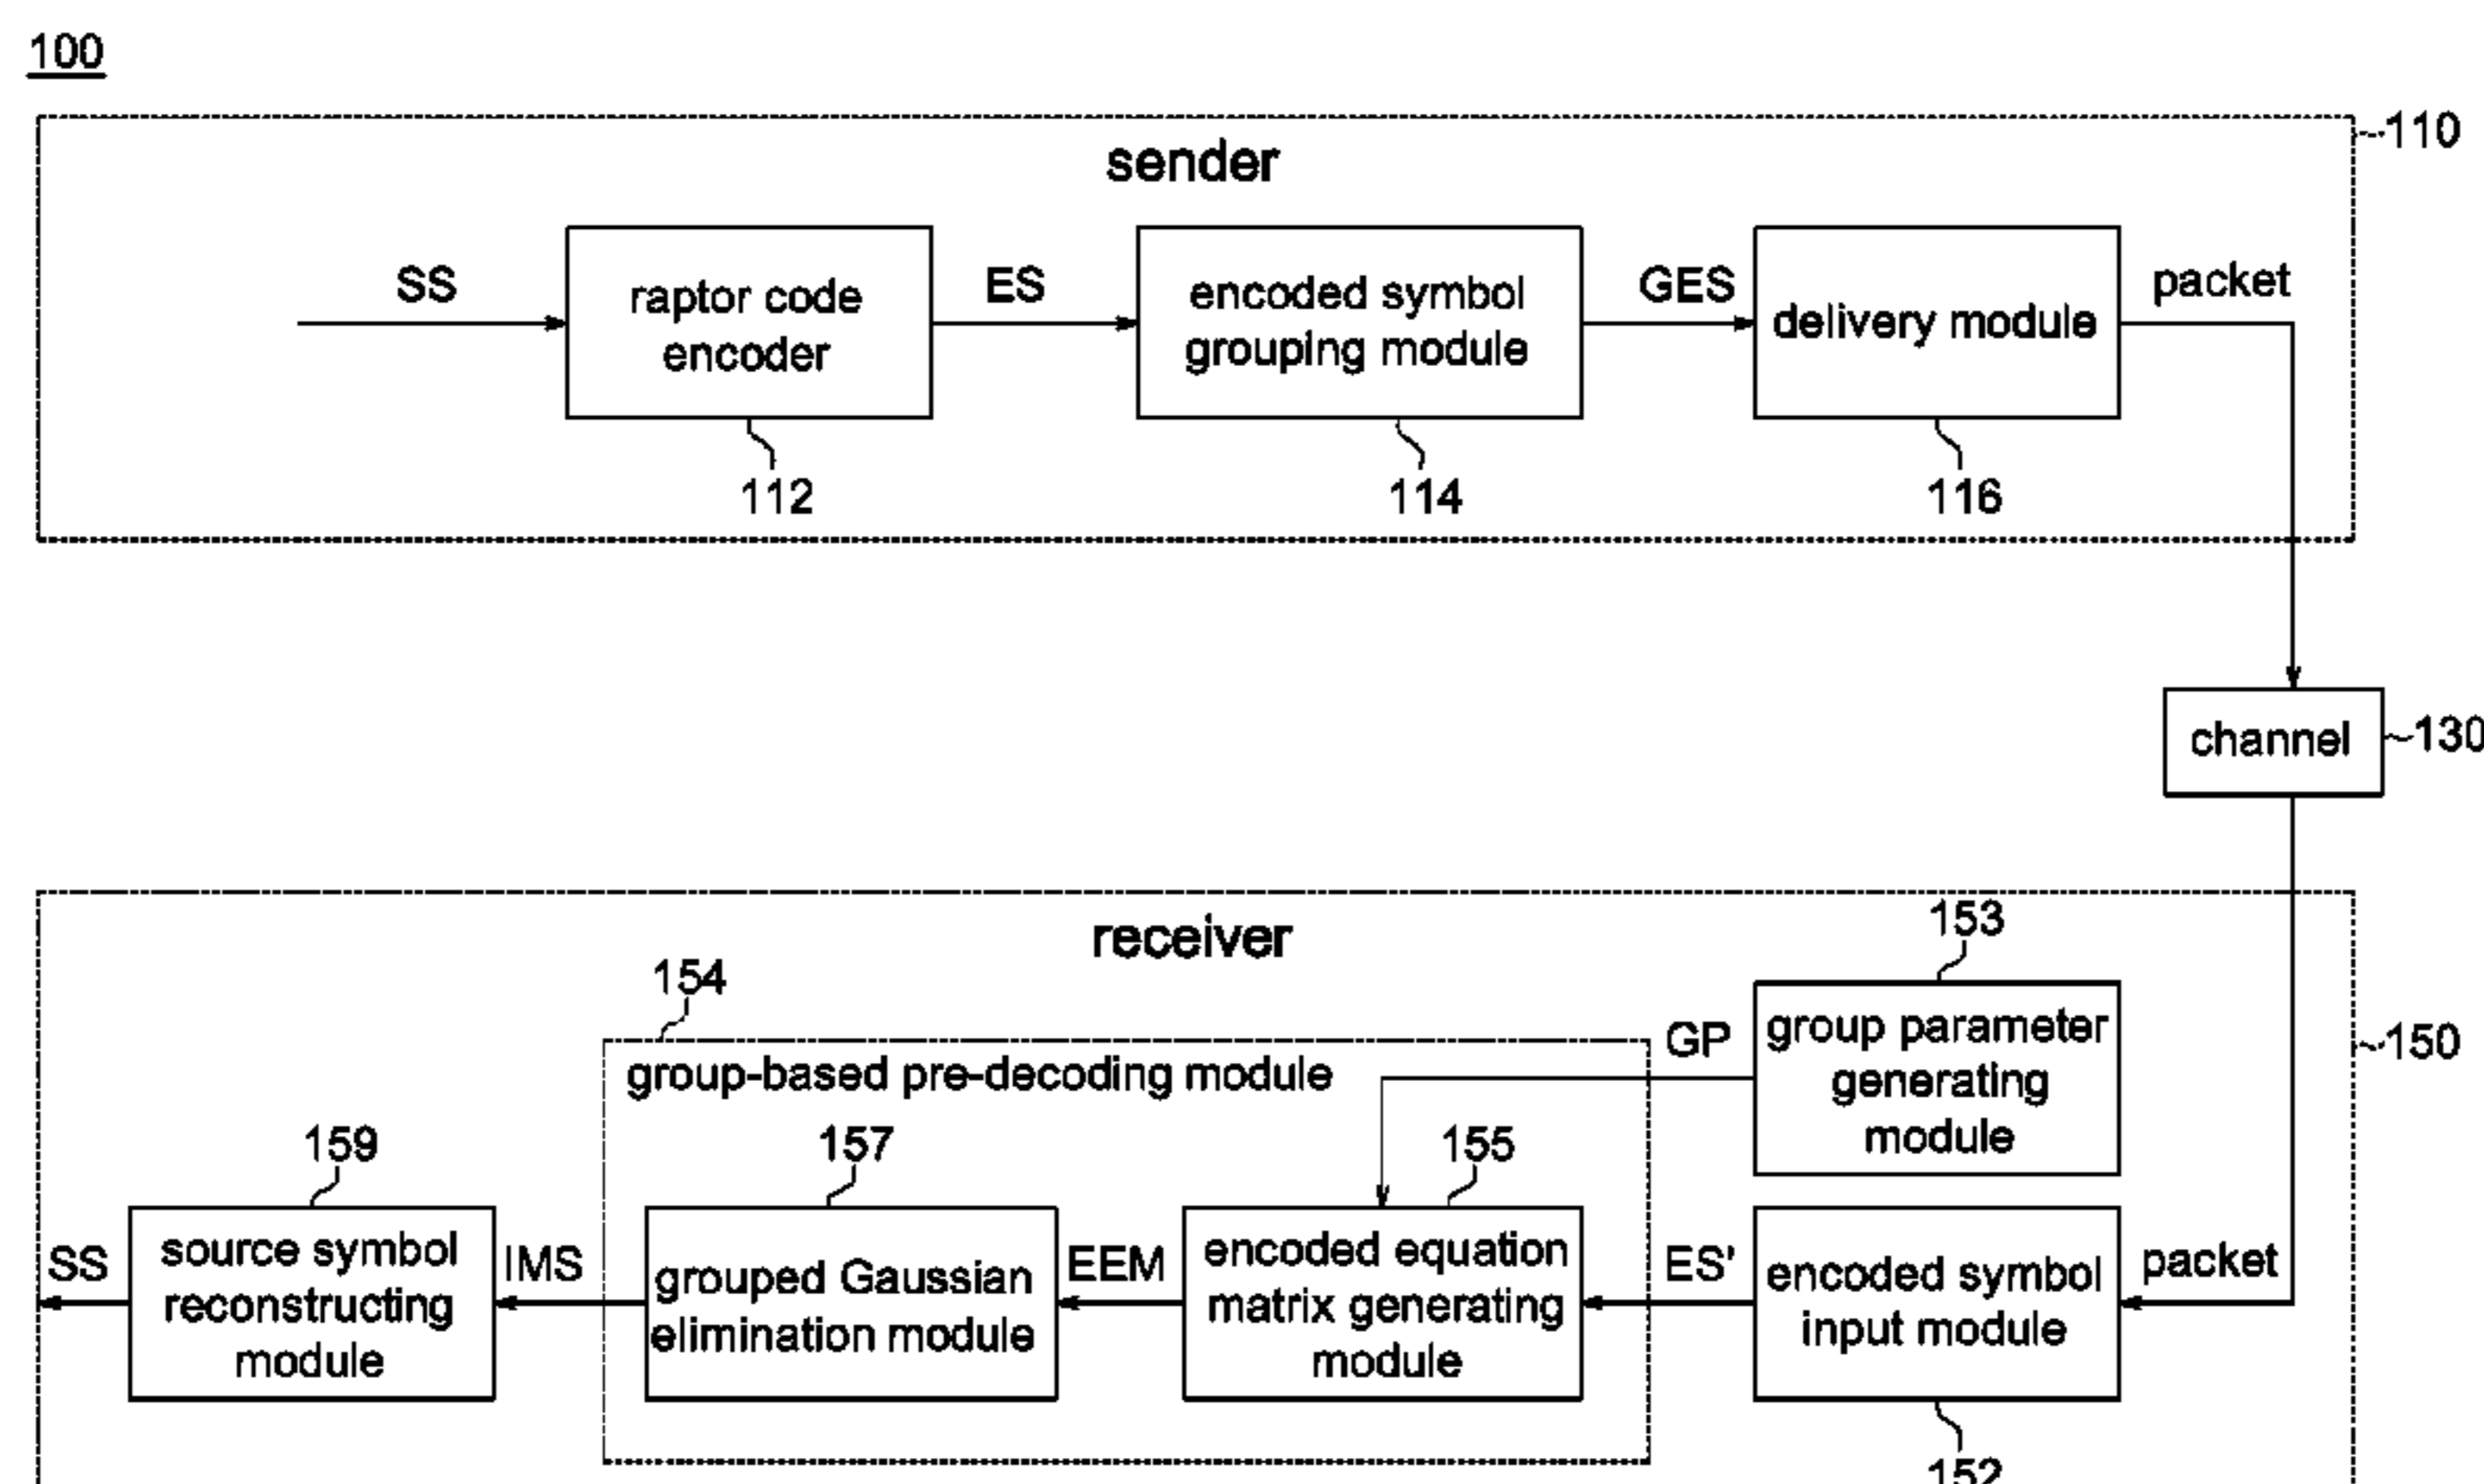 100
110
sender
SS
raptor code
encoder
ES
encoded symbol
grouping module
GES
delivery module
packet
112
114
116
channel
130
receiver
153
154
group parameter
generating
module
GP
150
group-based pre-decoding module
159
157
155
SS
source symbol
reconstructing
module
IMS
grouped Gaussian
elimination module
EEM
encoded equation
matrix generating
module
ES'
encoded symbol
input module
packet
152